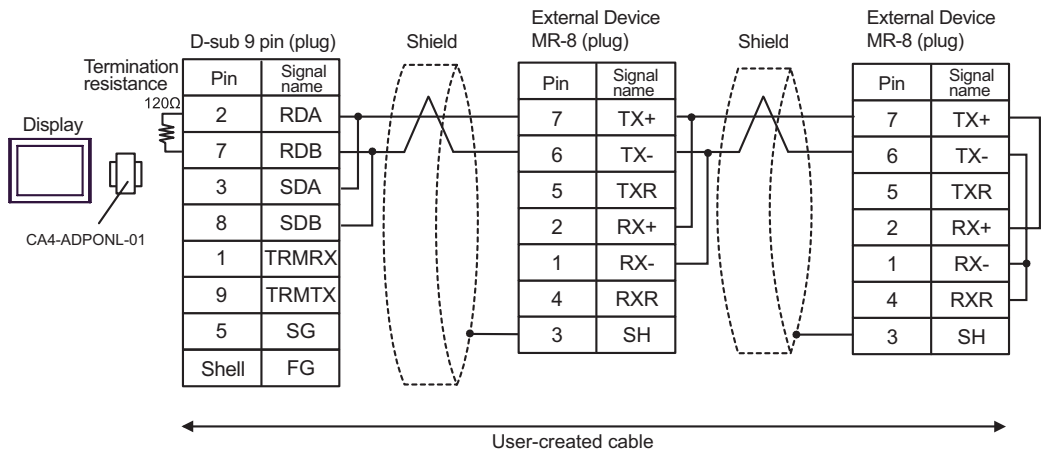 External Device
MR-8 (plug)
External Device
MR-8 (plug)
D-sub 9 pin (plug)
Shield
Shield
Termination
resistance
120Ω
Display
CA4-ADPONL-01
Pin Signal name
2 RDA
7 RDB
3 SDA
8 SDB
1 TRMRX
9 TRMTX
5 SG
Shell FG
Pin Signal name
7 TX+
6 TX-
5 TXR
2 RX+
1 RX-
4 RXR
3 SH
Pin Signal name
7 TX+
6 TX-
5 TXR
2 RX+
1 RX-
4 RXR
3 SH
User-created cable